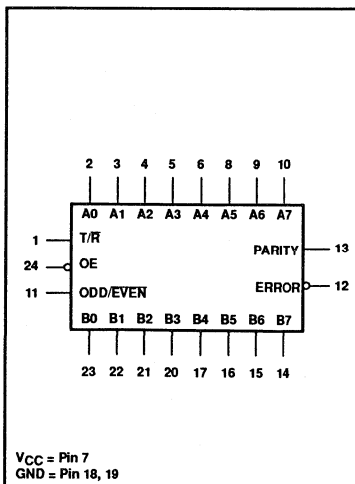 2 3 4 5 6 8 9 10
A0 A1 A2 A3 A4 A5 A6 A7
1 T/R̅
PARITY 13
24 OE
11 ODD/E̅V̅E̅N̅
ERROR 12
B0 B1 B2 B3 B4 B5 B6 B7
23 22 21 20 17 16 15 14
VCC = Pin 7
GND = Pin 18, 19